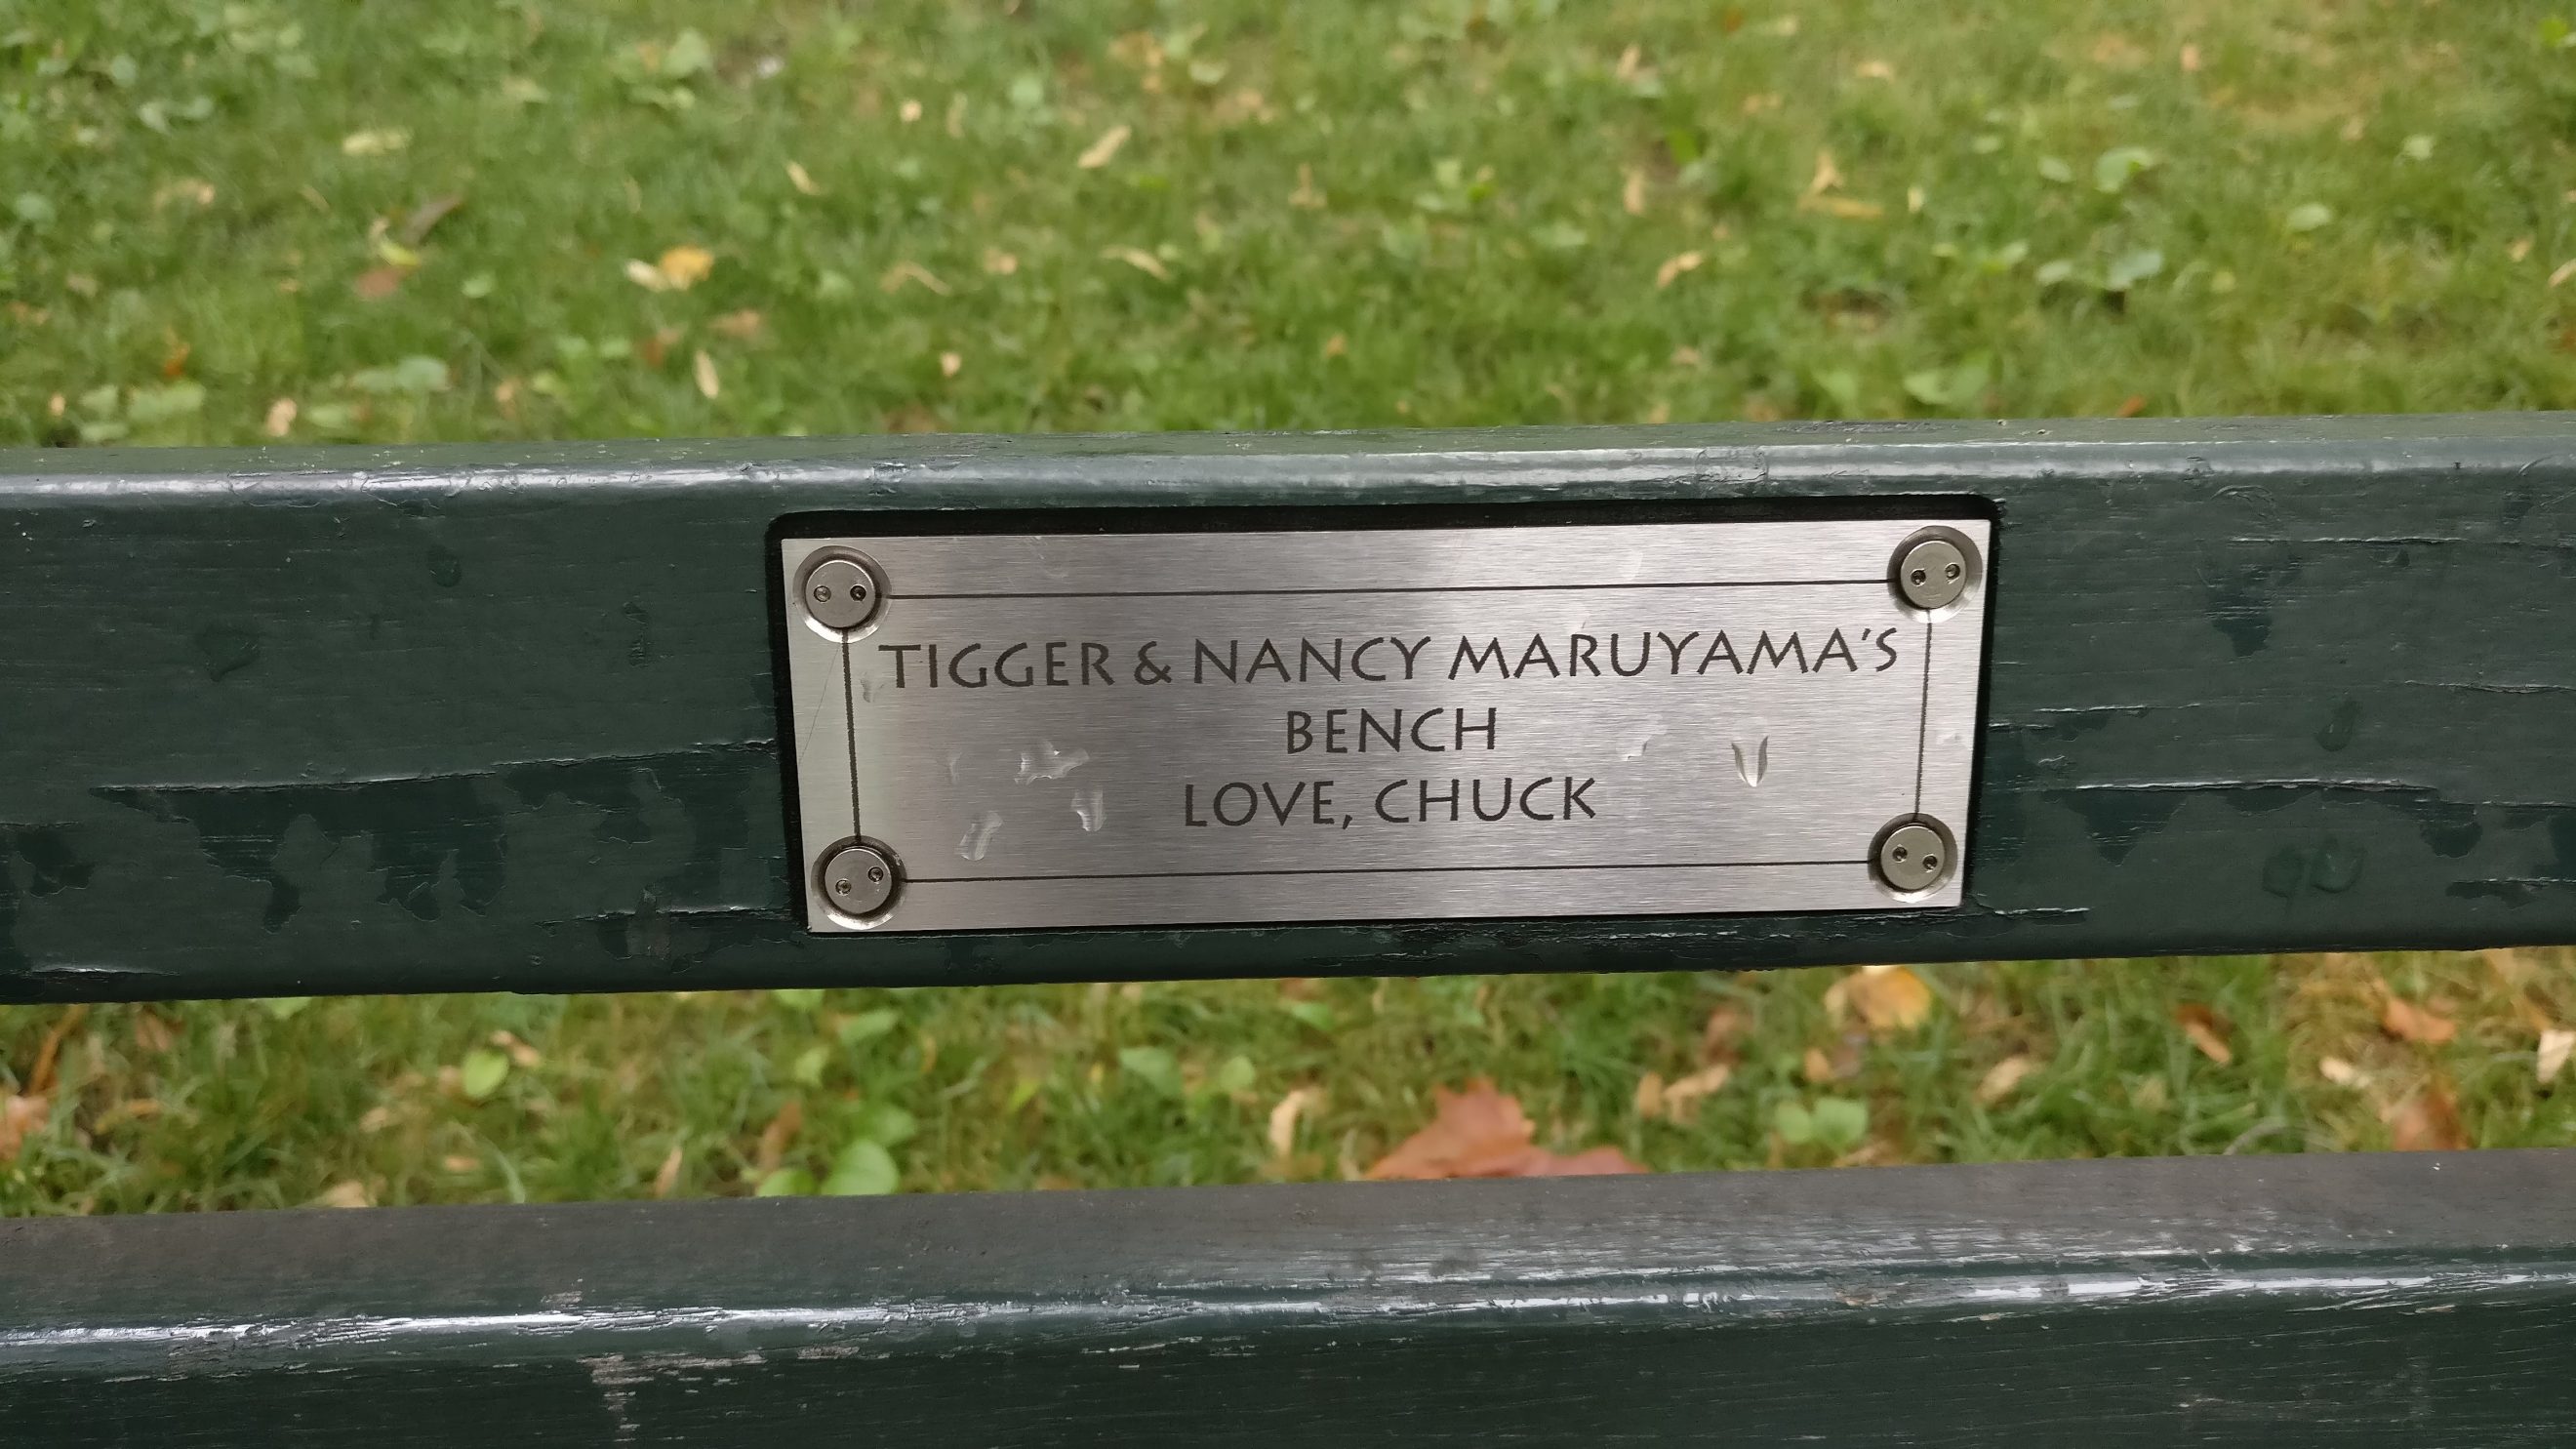 TIGGER & NANCY MARUYAMA'S
BENCH
LOVE, CHUCK